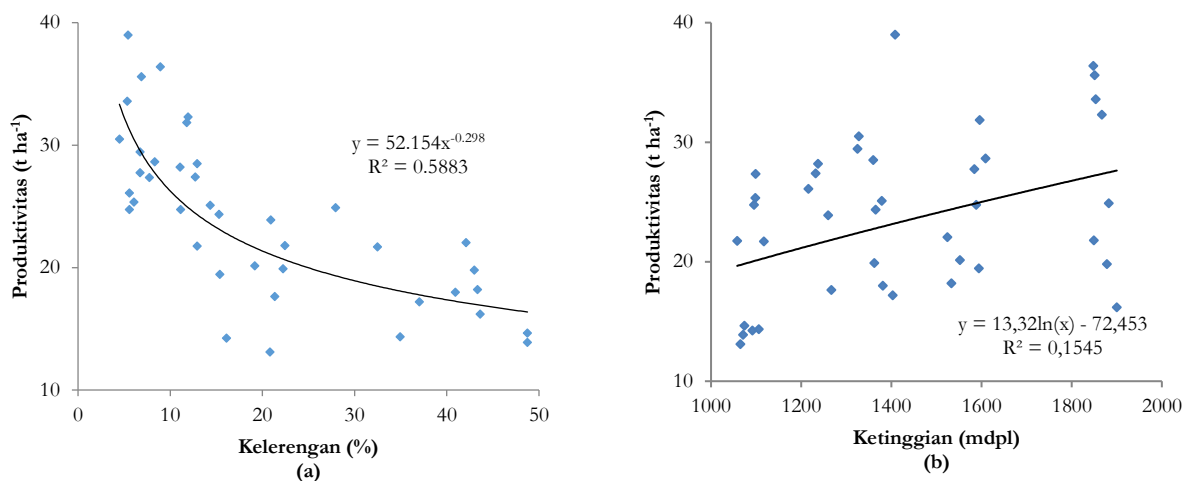 40
30
20
10
0
10
20
30
40
50
Produktivitas (t ha-1)
y = 52.154x-0.298
R² = 0.5883
Kelerengan (%)
(a)
40
30
20
10
1000
1200
1400
1600
1800
2000
Produktivitas (t ha-1)
y = 13,32ln(x) - 72,453
R² = 0,1545
Ketinggian (mdpl)
(b)